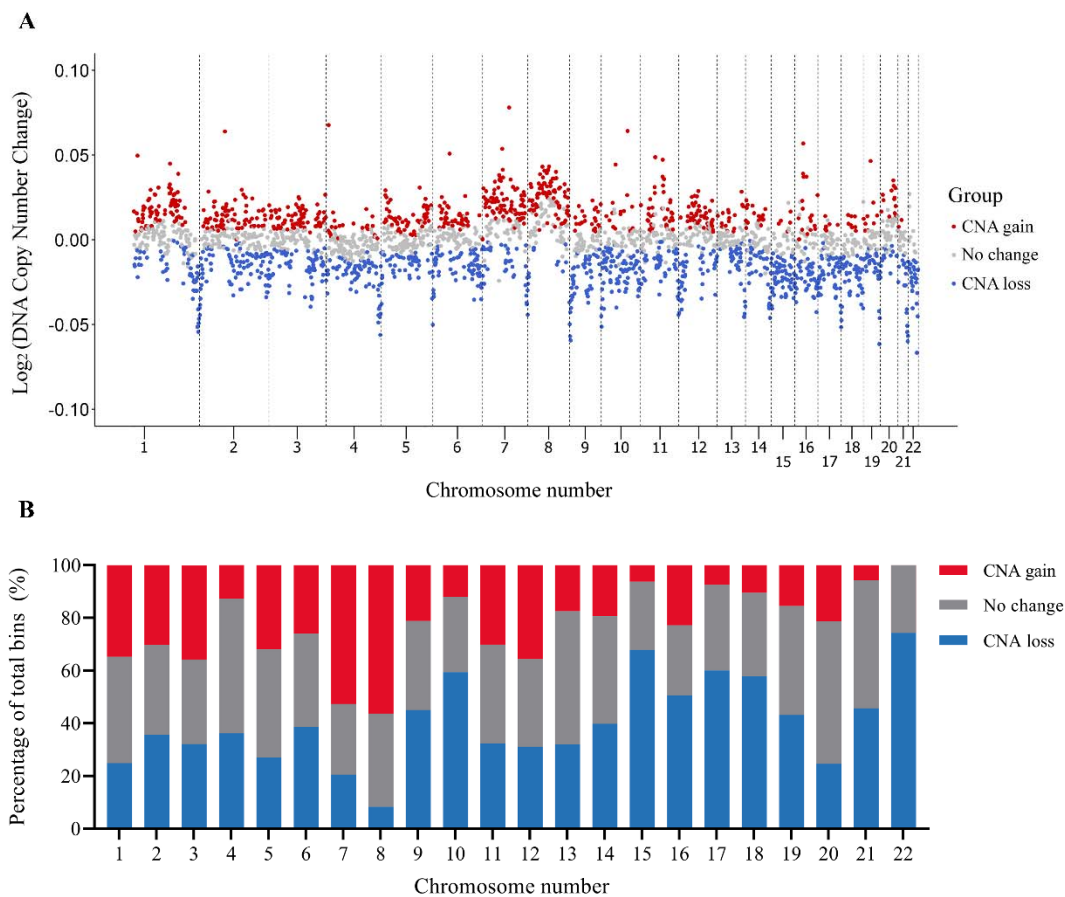 A
Log2 (DNA Copy Number Change)
0.10
0.05
0.00
-0.05
-0.10
1 2 3 4 5 6 7 8 9 10 11 12 13 14 15 16 17 18 19 20 21 22
Chromosome number
Group
CNA gain
No change
CNA loss
B
Percentage of total bins (%)
100
80
60
40
20
0
1 2 3 4 5 6 7 8 9 10 11 12 13 14 15 16 17 18 19 20 21 22
Chromosome number
CNA gain
No change
CNA loss